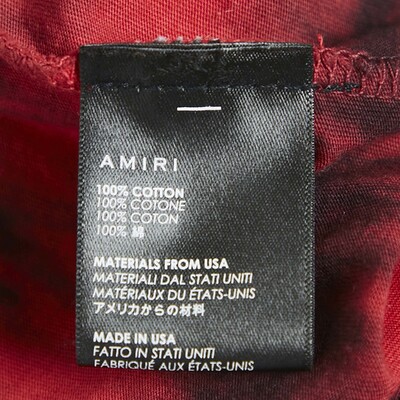 AMIRI
100% COTTON
100% COTONE
100% COTON
100% 綿
MATERIALS FROM USA
MATERIALI DAL STATI UNITI
MATÉRIAUX DU ÉTATS-UNIS
アメリカからの材料
MADE IN USA
FATTO IN STATI UNITI
FABRIQUÉ AUX ÉTATS-UNIS